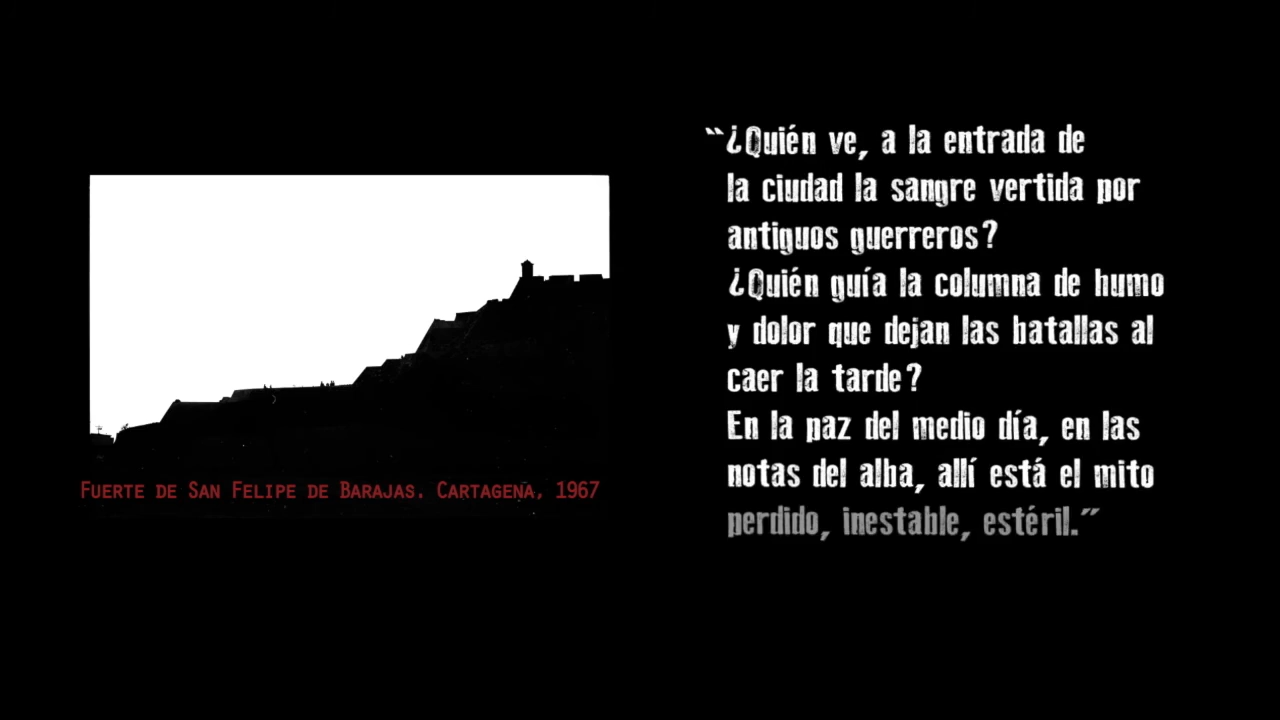 FUERTE DE SAN FELIPE DE BARAJAS. CARTAGENA, 1967
“¿Quién ve, a la entrada de
la ciudad la sangre vertida por
antiguos guerreros?
¿Quién guía la columna de humo
y dolor que dejan las batallas al
caer la tarde?
En la paz del medio día, en las
notas del alba, allí está el mito
perdido, inestable, estéril.”